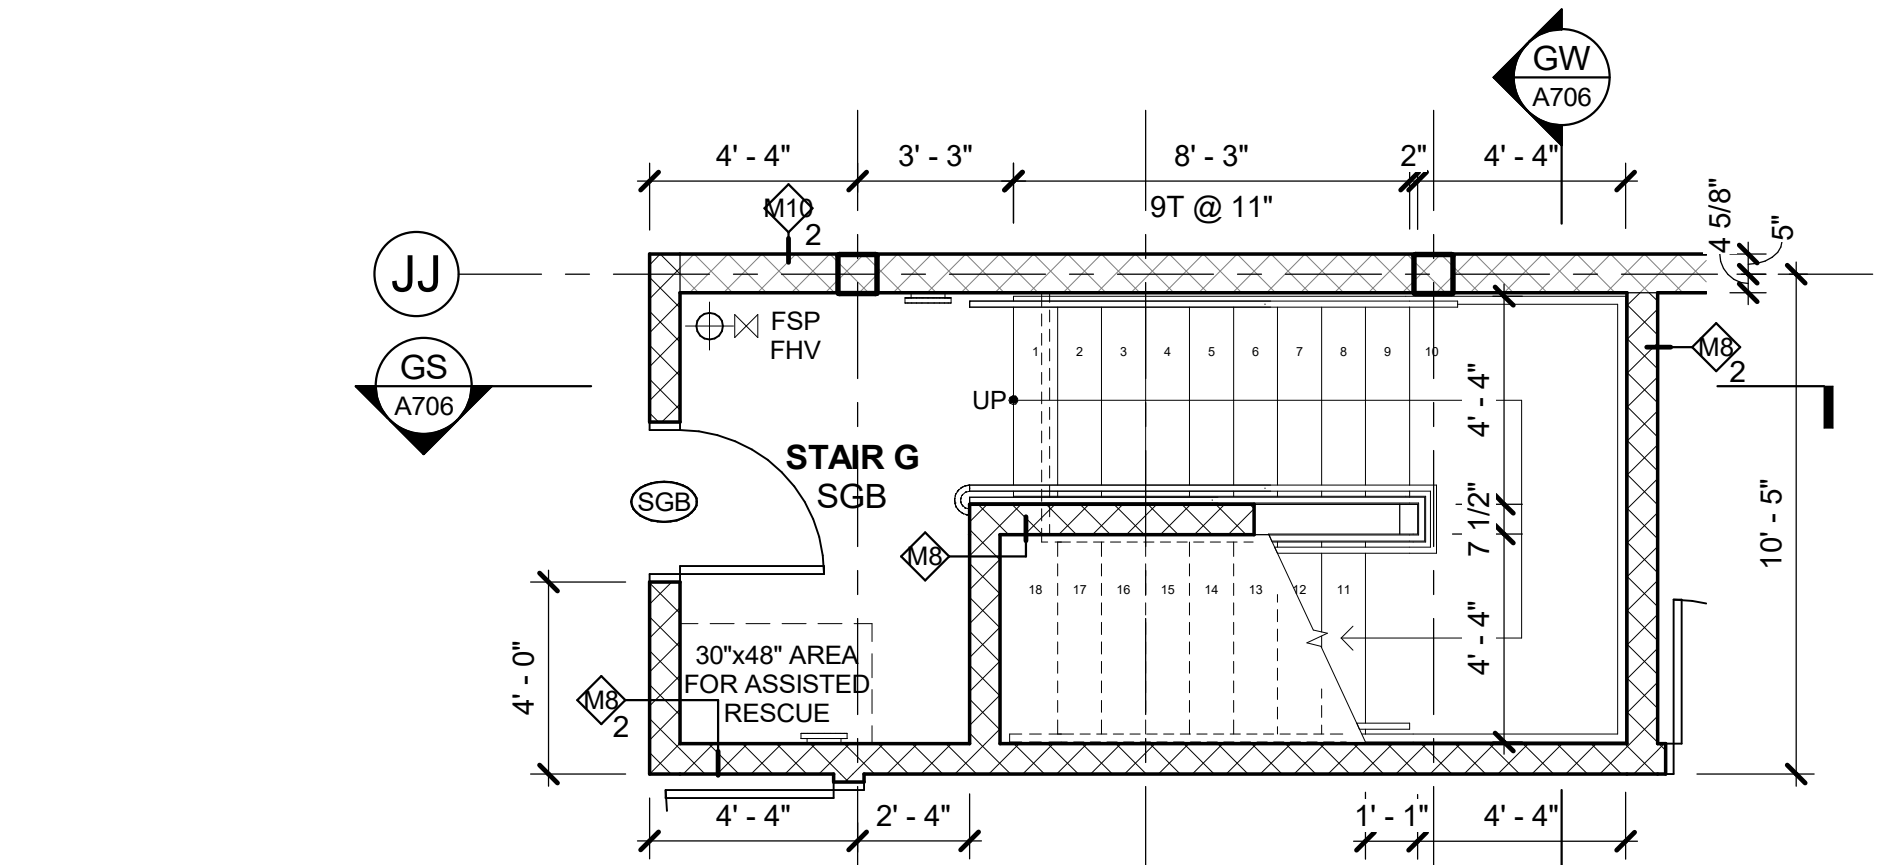 GW
A706
4' - 4"
3' - 3"
8' - 3"
2"
4' - 4"
9T @ 11"
M10
2
4 5/8"
5"
JJ
FSP
FHV
GS
A706
1 2 3 4 5 6 7 8 9 10
M8
2
UP
4' - 4"
STAIR G
SGB
SGB
7 1/2"
10' - 5"
M8
18 17 16 15 14 13 12 11
4' - 4"
4' - 0"
30"x48" AREA
FOR ASSISTED
RESCUE
M8
2
4' - 4"
2' - 4"
1' - 1"
4' - 4"